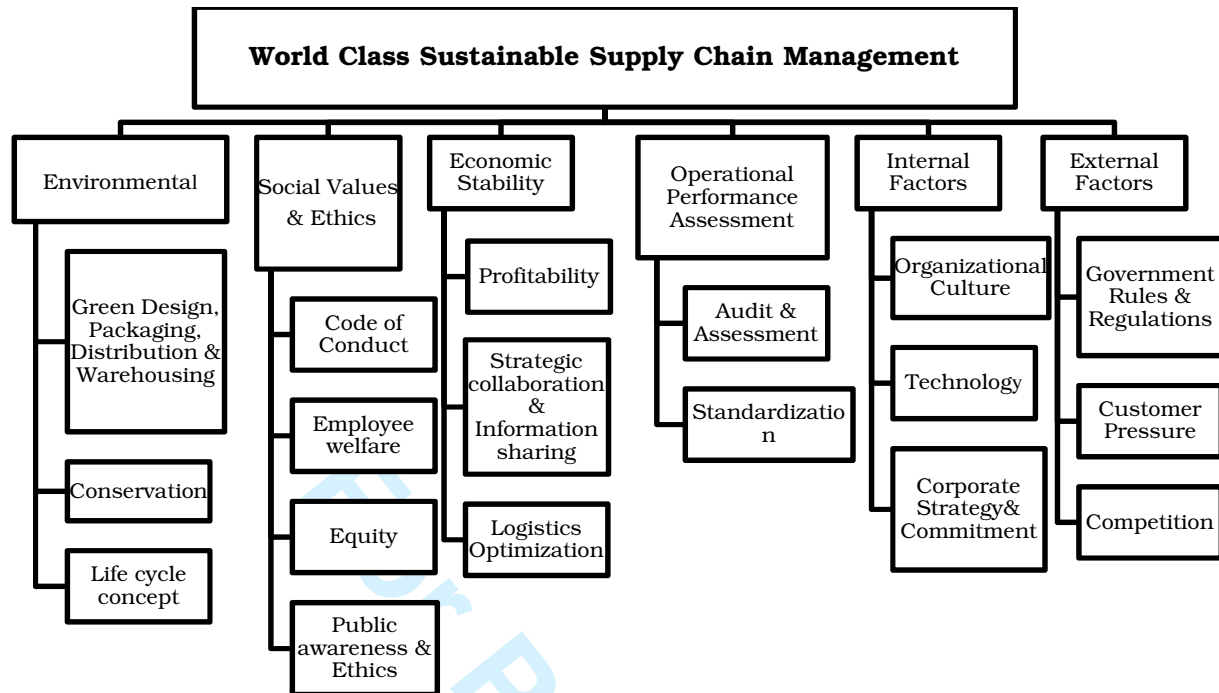 World Class Sustainable Supply Chain Management
Environmental
Green Design,
Packaging,
Distribution &
Warehousing
Conservation
Life cycle
concept
Social Values
& Ethics
Code of
Conduct
Employee
welfare
Equity
Public
awareness &
Ethics
Economic
Stability
Profitability
Strategic
collaboration
&
Information
sharing
Logistics
Optimization
Operational
Performance
Assessment
Audit &
Assessment
Standardizatio
n
Internal
Factors
Organizational
Culture
Technology
Corporate
Strategy&
Commitment
External
Factors
Government
Rules &
Regulations
Customer
Pressure
Competition
For P